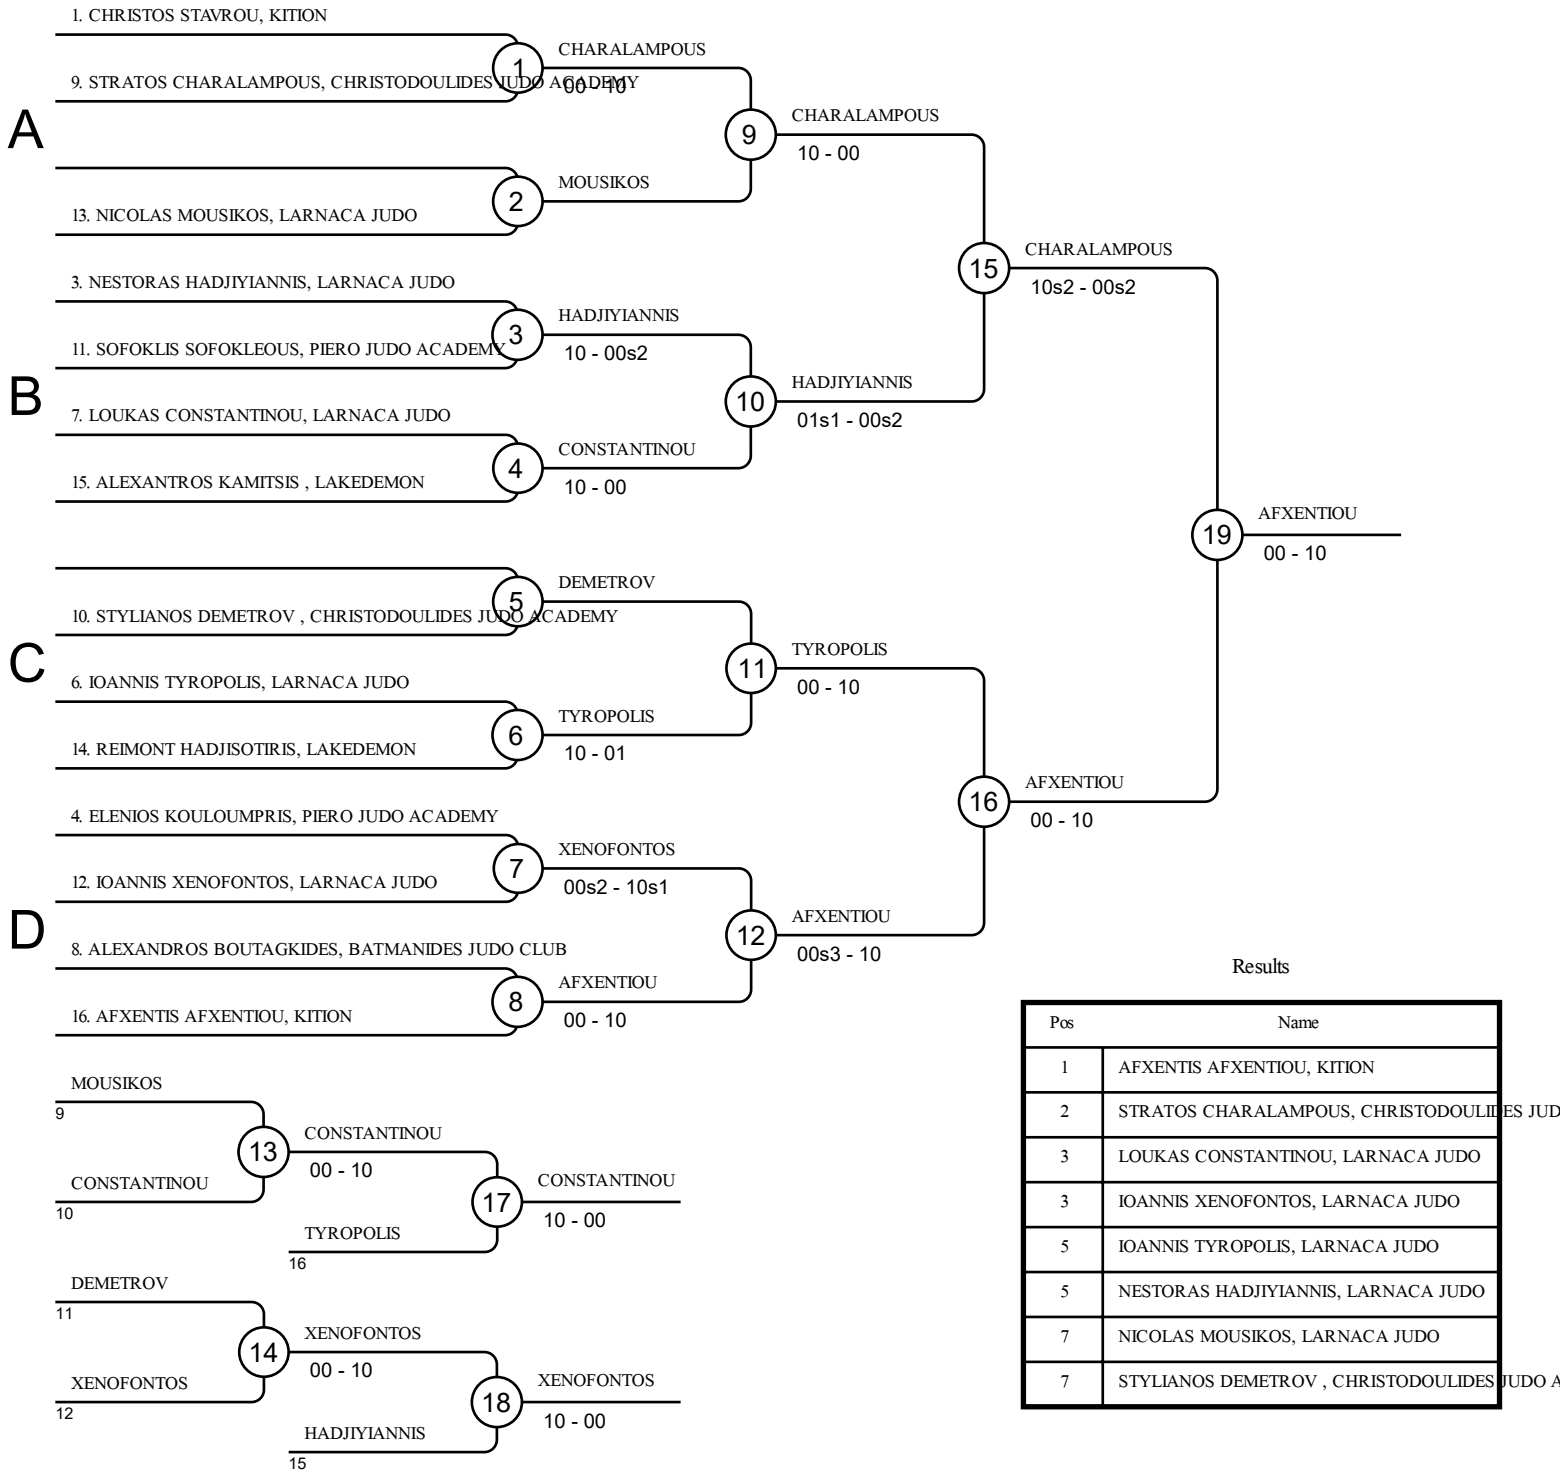 1. CHRISTOS STAVROU, KITION
1
CHARALAMPOUS
9. STRATOS CHARALAMPOUS, CHRISTODOULIDES JUDO ACADEMY
00 - 10
A
9
CHARALAMPOUS
10 - 00
2
MOUSIKOS
13. NICOLAS MOUSIKOS, LARNACA JUDO
15
CHARALAMPOUS
10s2 - 00s2
3. NESTORAS HADJIYIANNIS, LARNACA JUDO
3
HADJIYIANNIS
11. SOFOKLIS SOFOKLEOUS, PIERO JUDO ACADEMY
10 - 00s2
B
10
HADJIYIANNIS
01s1 - 00s2
7. LOUKAS CONSTANTINOU, LARNACA JUDO
4
CONSTANTINOU
15. ALEXANTROS KAMITSIS , LAKEDEMON
10 - 00
19
AFXENTIOU
00 - 10
5
DEMETROV
10. STYLIANOS DEMETROV , CHRISTODOULIDES JUDO ACADEMY
C
11
TYROPOLIS
00 - 10
6. IOANNIS TYROPOLIS, LARNACA JUDO
6
TYROPOLIS
14. REIMONT HADJISOTIRIS, LAKEDEMON
10 - 01
16
AFXENTIOU
00 - 10
4. ELENIOS KOULOUMPRIS, PIERO JUDO ACADEMY
7
XENOFONTOS
12. IOANNIS XENOFONTOS, LARNACA JUDO
00s2 - 10s1
D
12
AFXENTIOU
00s3 - 10
8. ALEXANDROS BOUTAGKIDES, BATMANIDES JUDO CLUB
8
AFXENTIOU
16. AFXENTIS AFXENTIOU, KITION
00 - 10
MOUSIKOS
9
13
CONSTANTINOU
00 - 10
CONSTANTINOU
10
17
CONSTANTINOU
10 - 00
TYROPOLIS
16
DEMETROV
11
14
XENOFONTOS
00 - 10
XENOFONTOS
12
18
XENOFONTOS
10 - 00
HADJIYIANNIS
15
Results
Pos Name
1 AFXENTIS AFXENTIOU, KITION
2 STRATOS CHARALAMPOUS, CHRISTODOULIDES JUD
3 LOUKAS CONSTANTINOU, LARNACA JUDO
3 IOANNIS XENOFONTOS, LARNACA JUDO
5 IOANNIS TYROPOLIS, LARNACA JUDO
5 NESTORAS HADJIYIANNIS, LARNACA JUDO
7 NICOLAS MOUSIKOS, LARNACA JUDO
7 STYLIANOS DEMETROV , CHRISTODOULIDES JUDO A